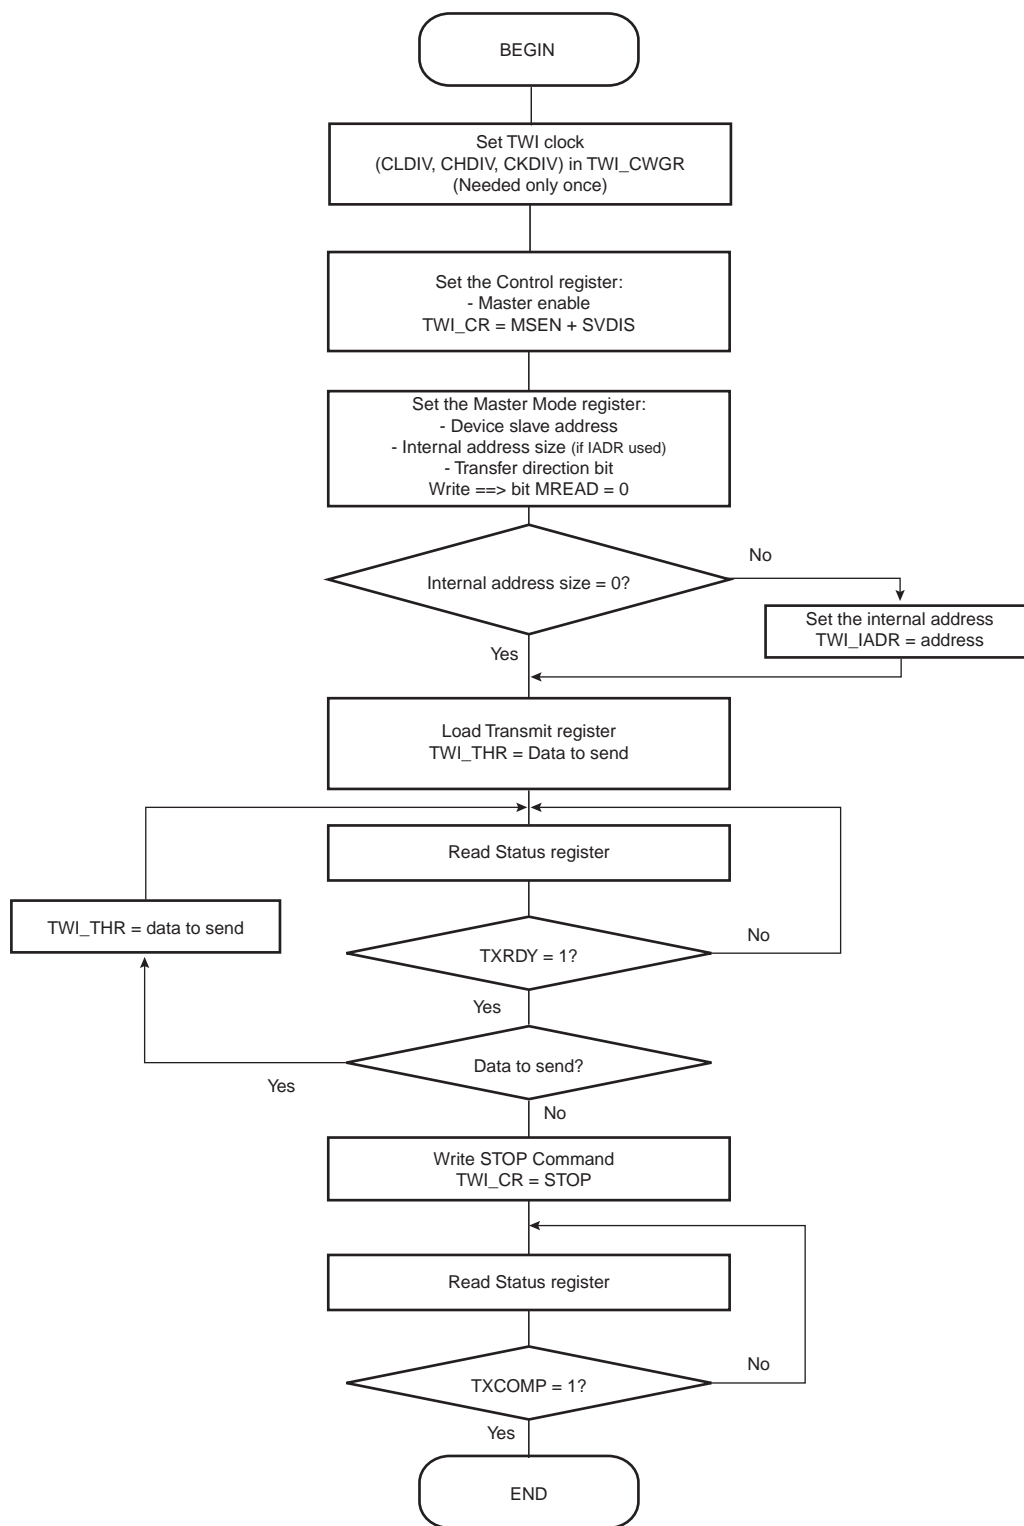 BEGIN
Set TWI clock
(CLDIV, CHDIV, CKDIV) in TWI_CWGR
(Needed only once)
Set the Control register:
- Master enable
TWI_CR = MSEN + SVDIS
Set the Master Mode register:
- Device slave address
- Internal address size (if IADR used)
- Transfer direction bit
Write ==> bit MREAD = 0
No
Internal address size = 0?
Set the internal address
TWI_IADR = address
Yes
Load Transmit register
TWI_THR = Data to send
Read Status register
TWI_THR = data to send
No
TXRDY = 1?
Yes
Data to send?
Yes
No
Write STOP Command
TWI_CR = STOP
Read Status register
No
TXCOMP = 1?
Yes
END